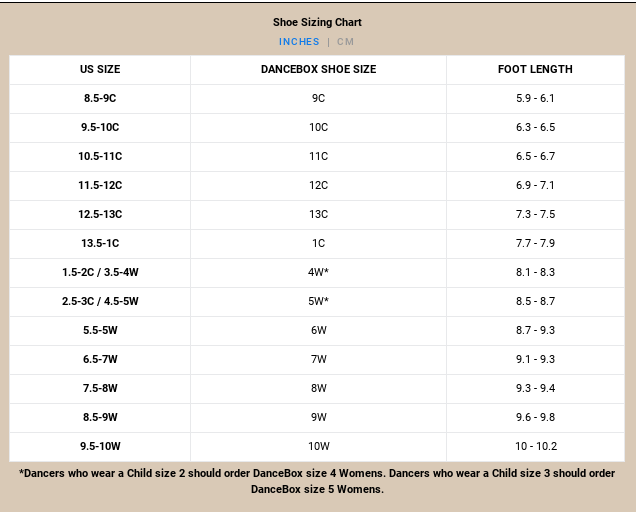 Shoe Sizing Chart
INCHES | CM
US SIZE DANCEBOX SHOE SIZE FOOT LENGTH
8.5-9C 9C 5.9 - 6.1
9.5-10C 10C 6.3 - 6.5
10.5-11C 11C 6.5 - 6.7
11.5-12C 12C 6.9 - 7.1
12.5-13C 13C 7.3 - 7.5
13.5-1C 1C 7.7 - 7.9
1.5-2C / 3.5-4W 4W* 8.1 - 8.3
2.5-3C / 4.5-5W 5W* 8.5 - 8.7
5.5-5W 6W 8.7 - 9.3
6.5-7W 7W 9.1 - 9.3
7.5-8W 8W 9.3 - 9.4
8.5-9W 9W 9.6 - 9.8
9.5-10W 10W 10 - 10.2
*Dancers who wear a Child size 2 should order DanceBox size 4 Womens. Dancers who wear a Child size 3 should order
DanceBox size 5 Womens.